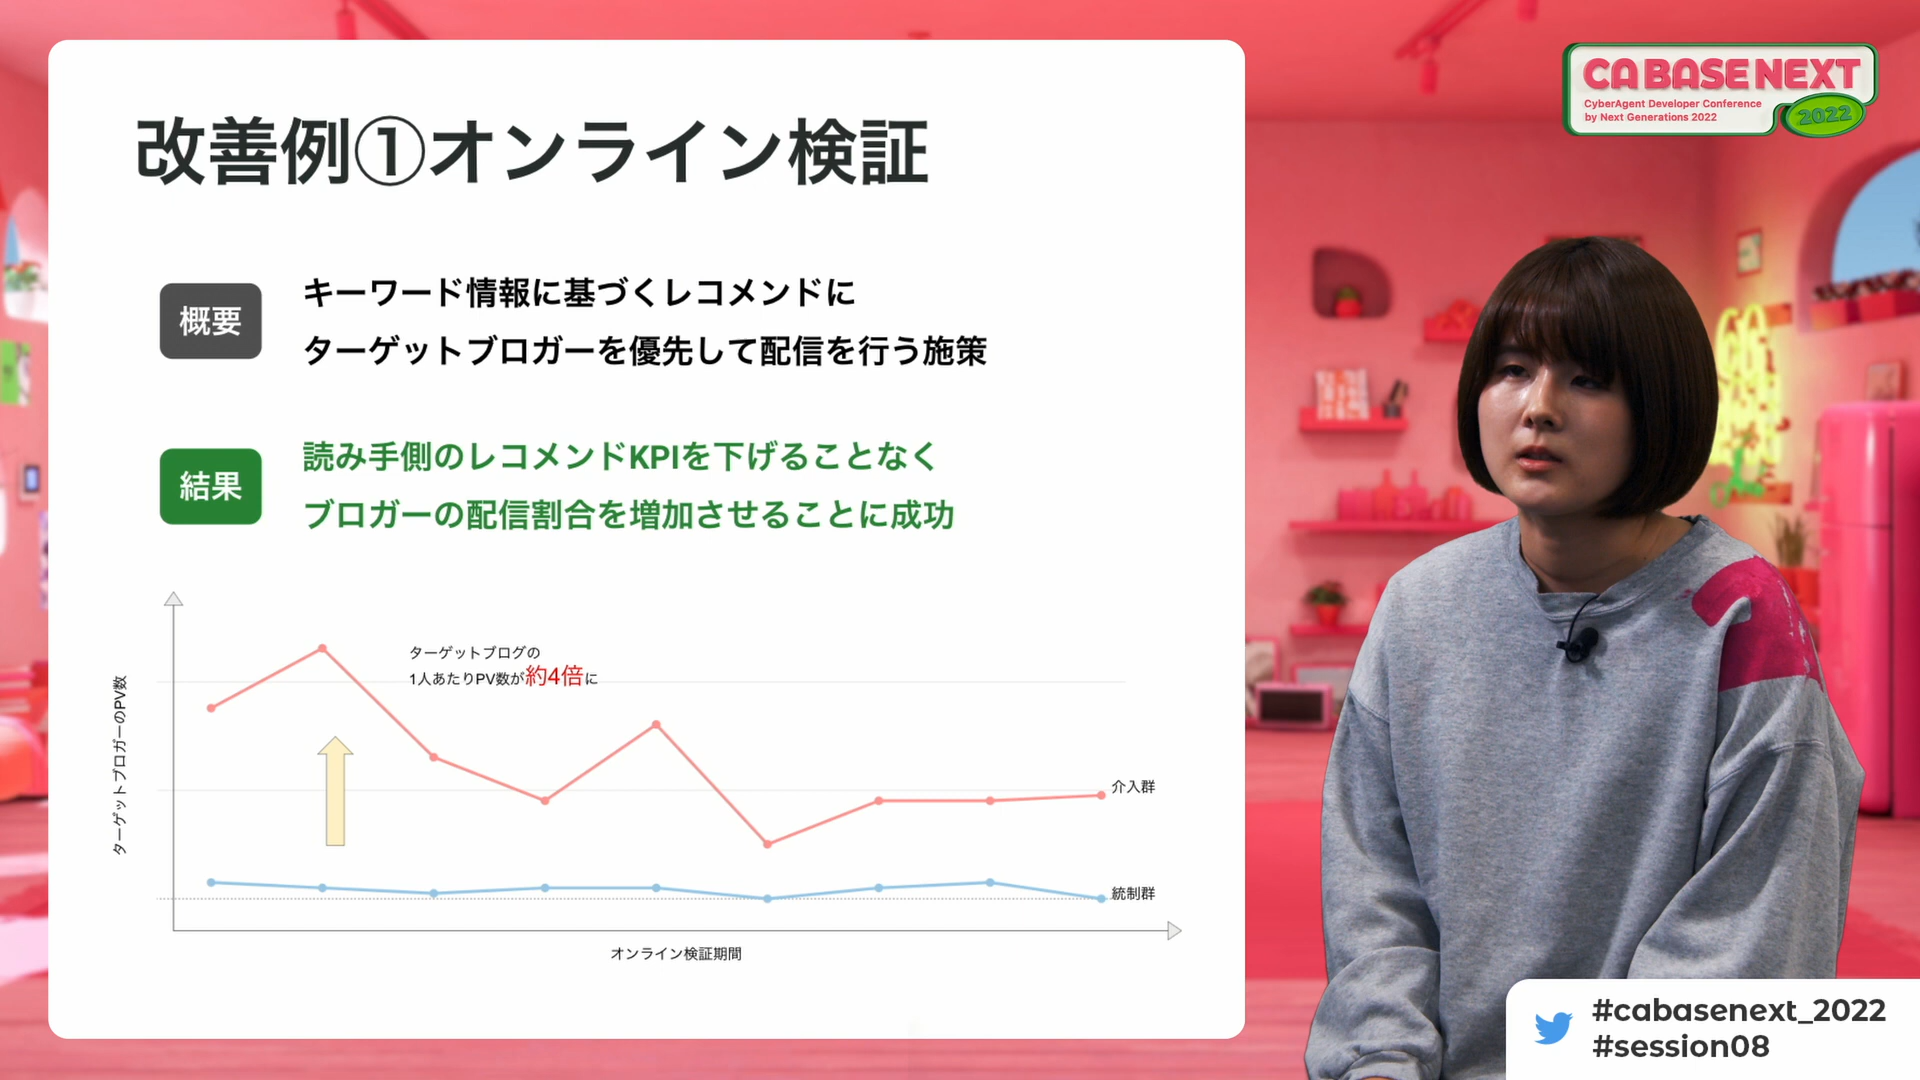 改善例①オンライン検証
概要
キーワード情報に基づくレコメンドに
ターゲットブロガーを優先して配信を行う施策
結果
読み手側のレコメンドKPIを下げることなく
ブロガーの配信割合を増加させることに成功
ターゲットブログの
1人あたりPV数が約4倍に
ターゲットブロガーのPV数
介入群
統制群
オンライン検証期間
CA BASE NEXT
CyberAgent Developer Conference
by Next Generations 2022
2022
#cabasenext_2022
#session08